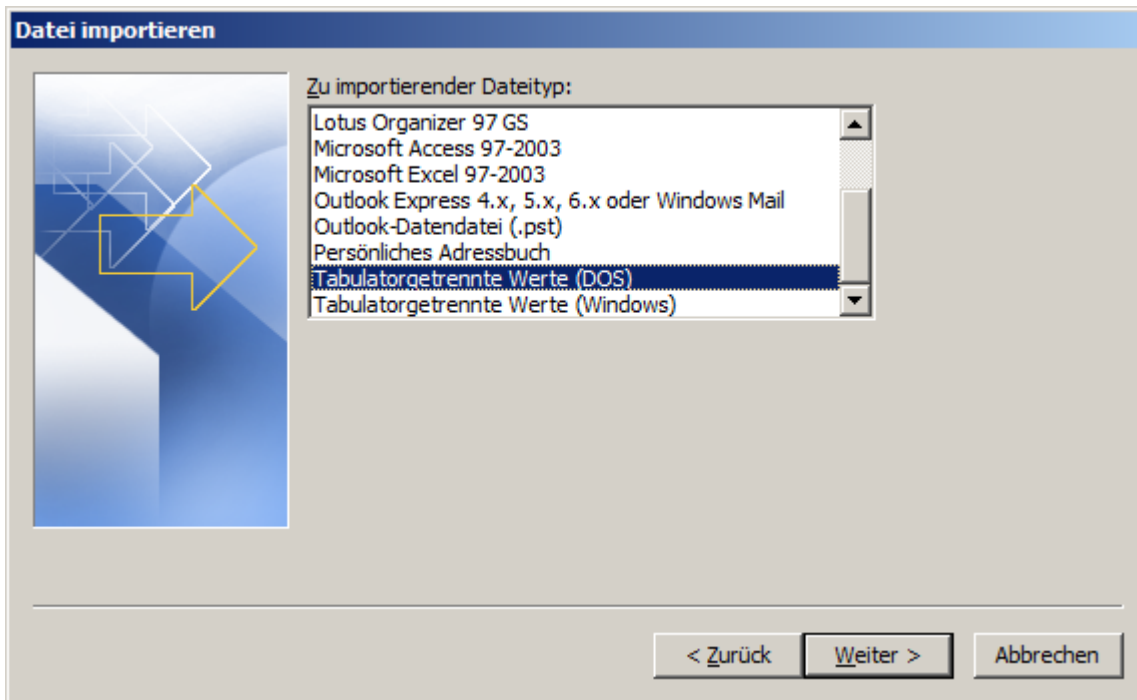 Datei importieren
Zu importierender Dateityp:
Lotus Organizer 97 GS
Microsoft Access 97-2003
Microsoft Excel 97-2003
Outlook Express 4.x, 5.x, 6.x oder Windows Mail
Outlook-Datendatei (.pst)
Persönliches Adressbuch
Tabulatorgetrennte Werte (DOS)
Tabulatorgetrennte Werte (Windows)
< Zurück Weiter > Abbrechen